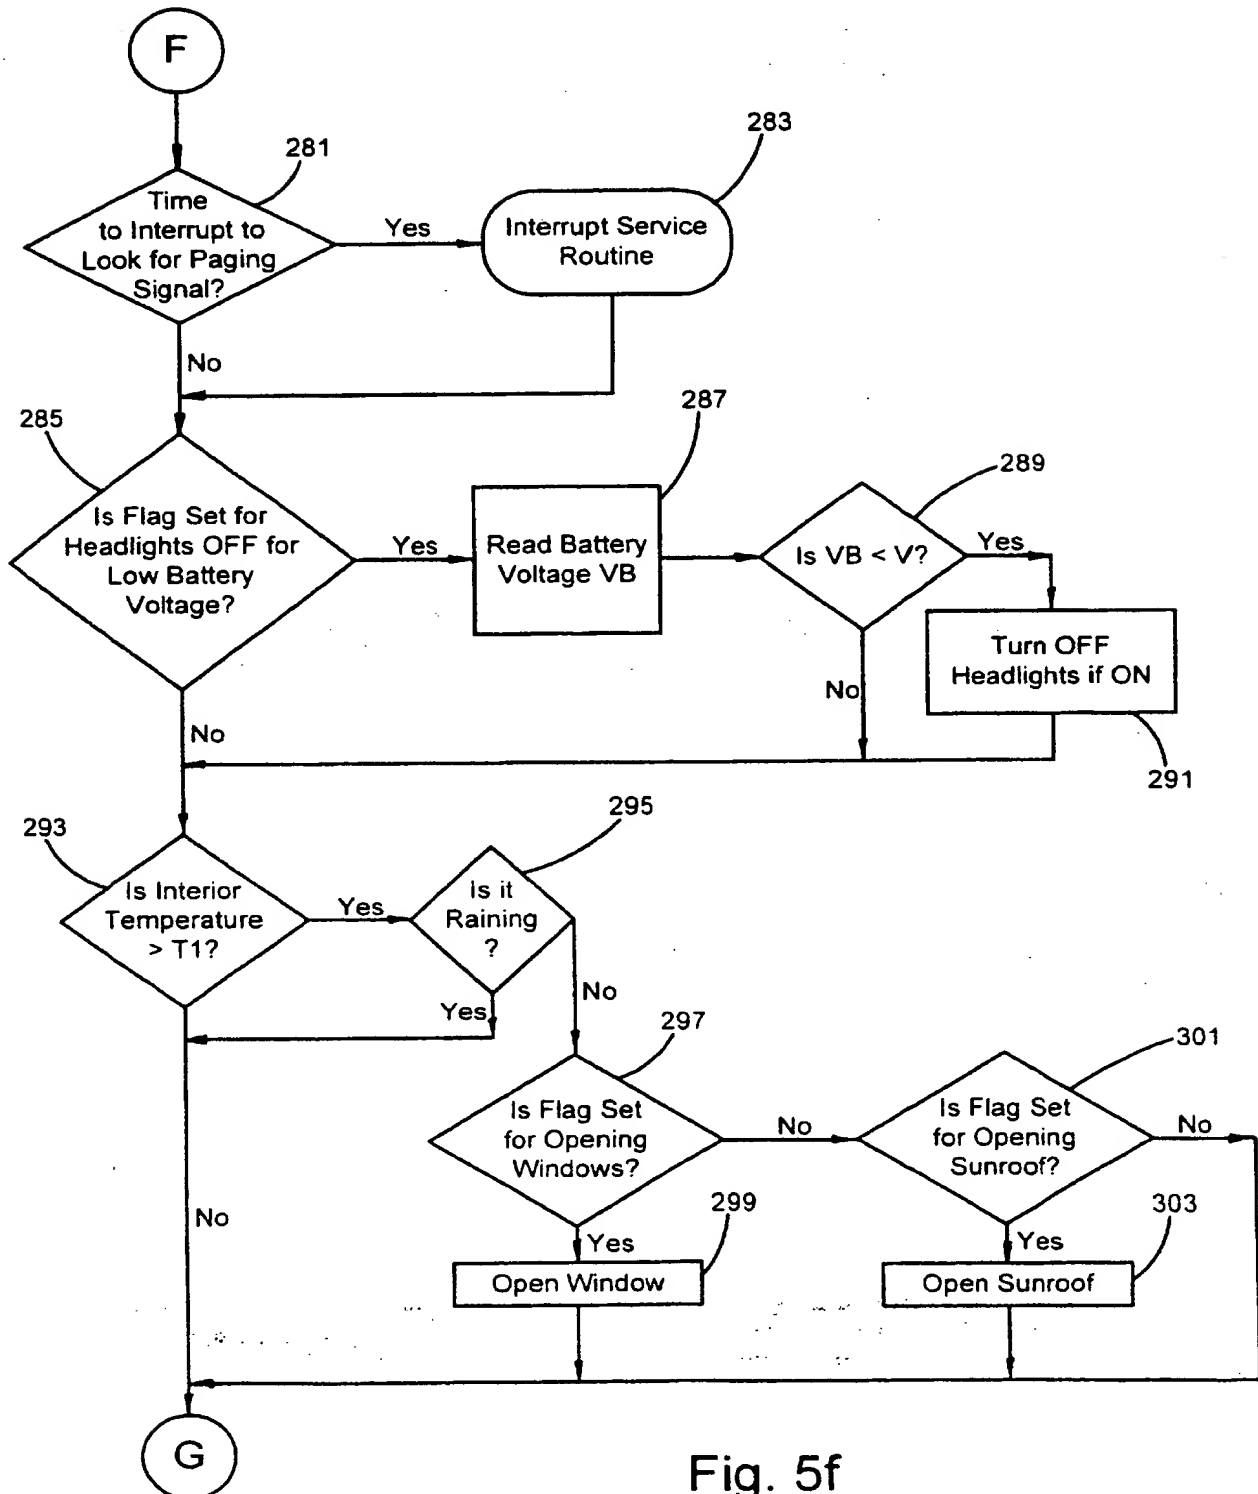 F
281
283
Time
to Interrupt to
Look for Paging
Signal?
Yes
Interrupt Service
Routine
No
285
287
289
Is Flag Set for
Headlights OFF for
Low Battery
Voltage?
Yes
Read Battery
Voltage VB
Is VB < V?
Yes
Turn OFF
Headlights if ON
No
No
291
293
295
Is Interior
Temperature
> T1?
Yes
Is it
Raining
?
Yes
No
297
301
Is Flag Set
for Opening
Windows?
No
Is Flag Set
for Opening
Sunroof?
No
No
299
303
Yes
Yes
Open Window
Open Sunroof
G
Fig. 5f